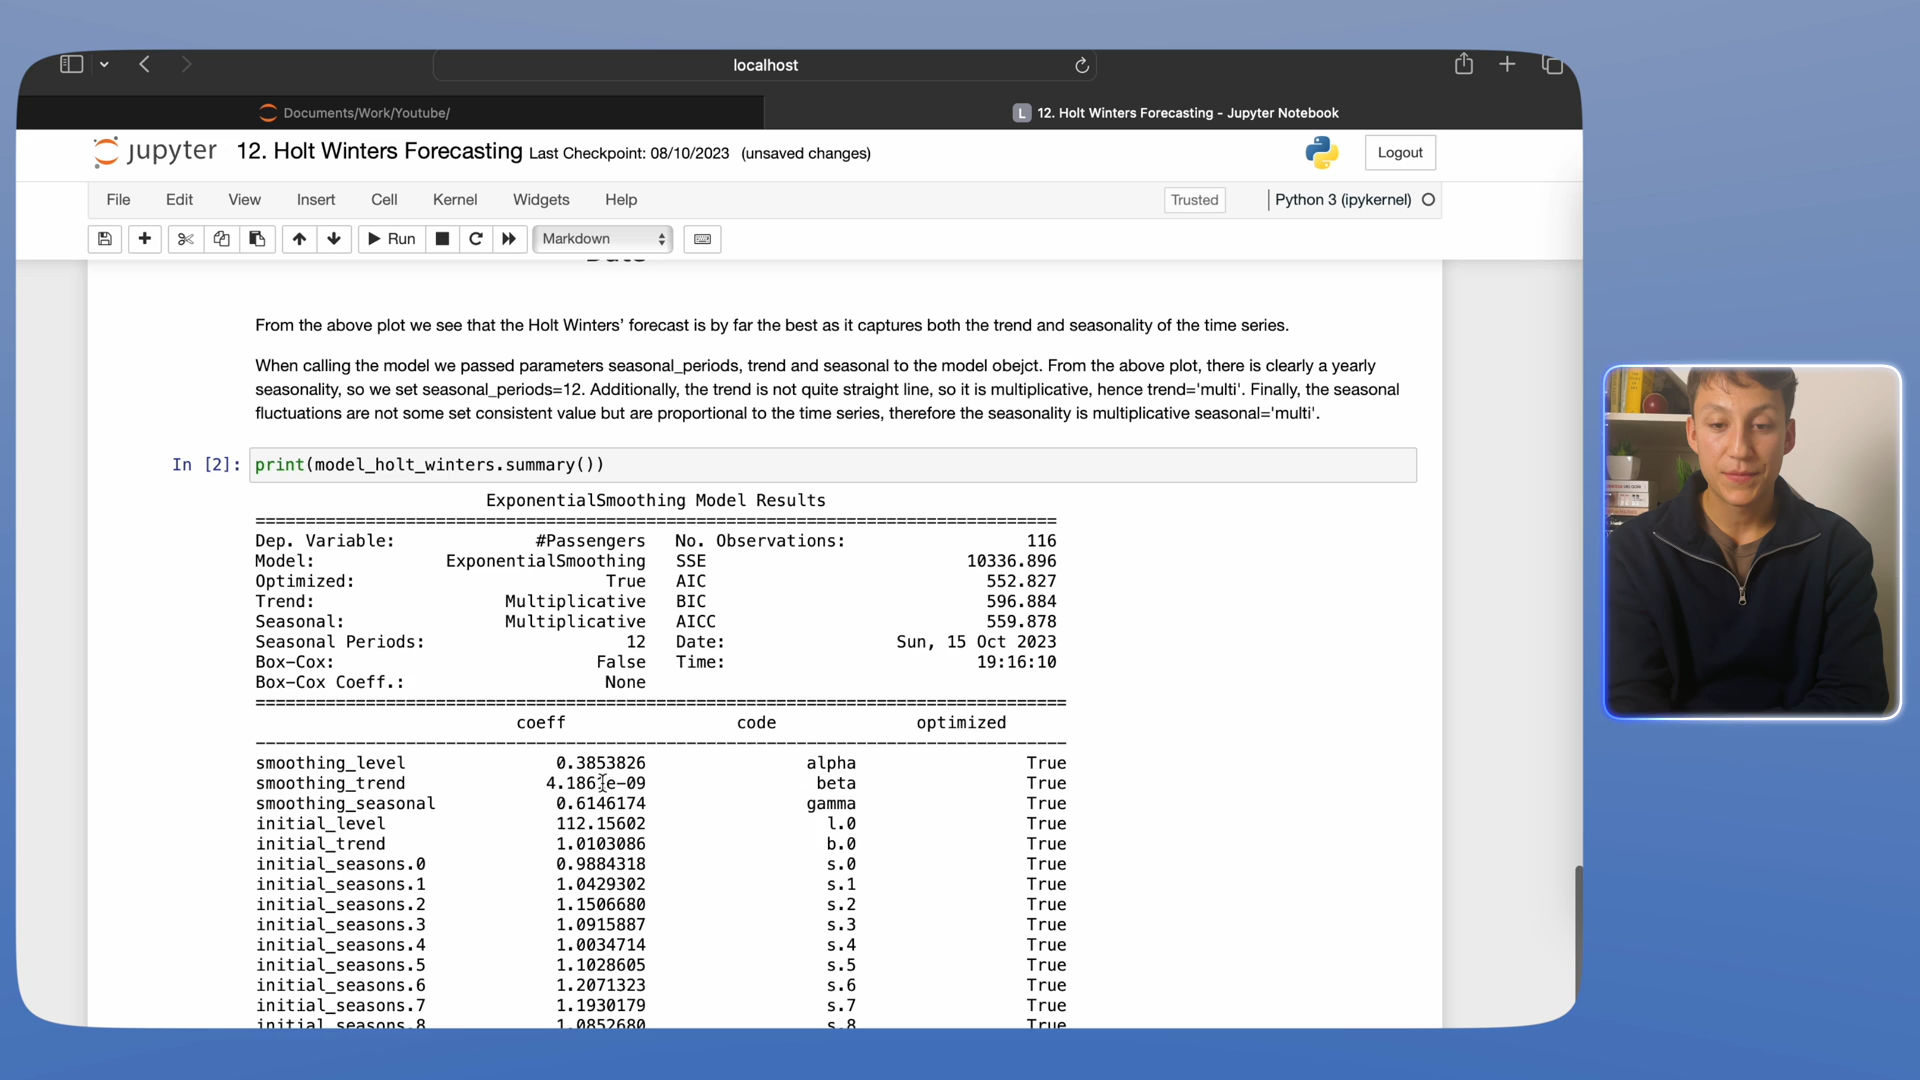 localhost
Documents/Work/Youtube/
L 12. Holt Winters Forecasting - Jupyter Notebook
jupyter 12. Holt Winters Forecasting Last Checkpoint: 08/10/2023 (unsaved changes)
Logout
File Edit View Insert Cell Kernel Widgets Help Trusted Python 3 (ipykernel)
Run Markdown
From the above plot we see that the Holt Winters' forecast is by far the best as it captures both the trend and seasonality of the time series.
When calling the model we passed parameters seasonal_periods, trend and seasonal to the model obejct. From the above plot, there is clearly a yearly
seasonality, so we set seasonal_periods=12. Additionally, the trend is not quite straight line, so it is multiplicative, hence trend='multi'. Finally, the seasonal
fluctuations are not some set consistent value but are proportional to the time series, therefore the seasonality is multiplicative seasonal='multi'.
In [2]: print(model_holt_winters.summary())
ExponentialSmoothing Model Results
Dep. Variable: #Passengers No. Observations: 116
Model: ExponentialSmoothing SSE 10336.896
Optimized: True AIC 552.827
Trend: Multiplicative BIC 596.884
Seasonal: Multiplicative AICC 559.878
Seasonal Periods: 12 Date: Sun, 15 Oct 2023
Box-Cox: False Time: 19:16:10
Box-Cox Coeff.: None
coeff code optimized
smoothing_level 0.3853826 alpha True
smoothing_trend beta True
smoothing_seasonal 0.6146174 gamma True
initial_level 112.15602 l.0 True
initial_trend 1.0103086 b.0 True
initial_seasons.0 0.9884318 s.0 True
initial_seasons.1 1.0429302 s.1 True
initial_seasons.2 1.1506680 s.2 True
initial_seasons.3 1.0915887 s.3 True
initial_seasons.4 1.0034714 s.4 True
initial_seasons.5 1.1028605 s.5 True
initial_seasons.6 1.2071323 s.6 True
initial_seasons.7 1.1930179 s.7 True
initial_seasons.8 1.0852680 s.8 True